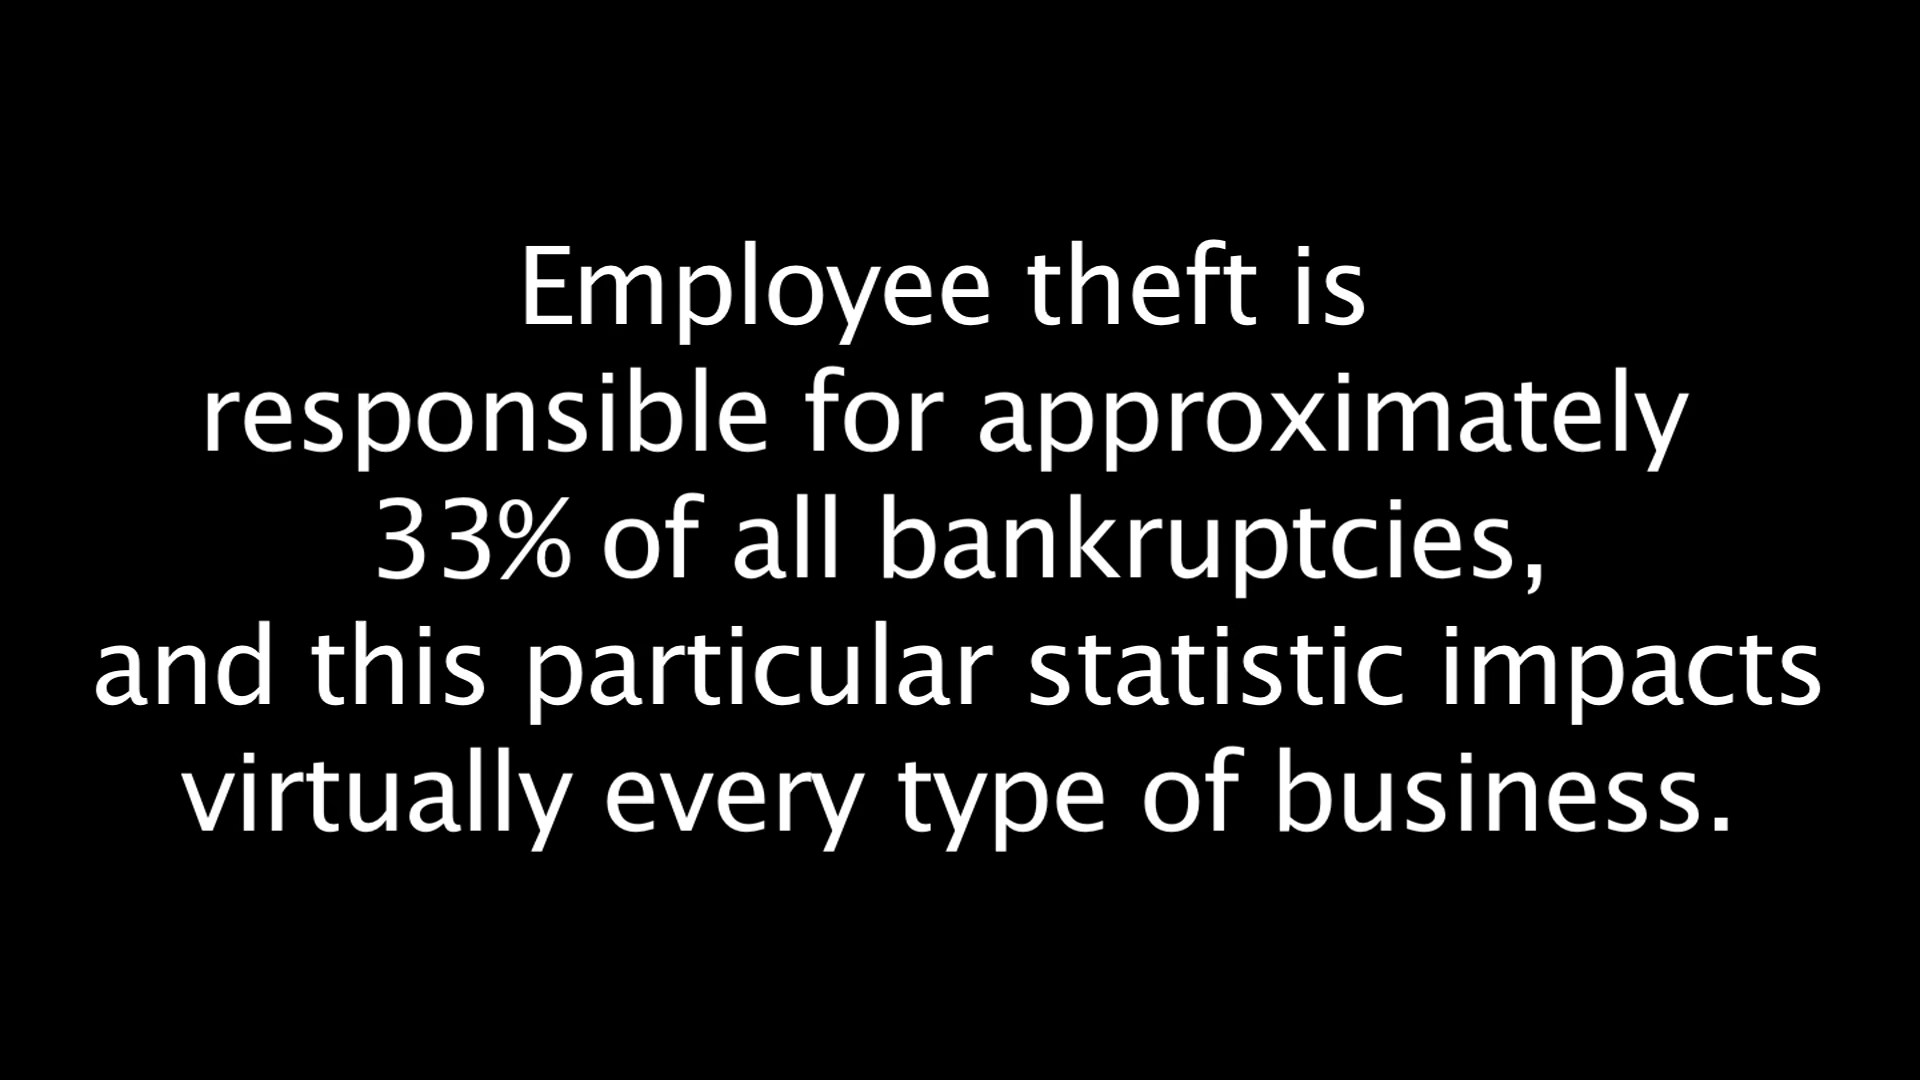 Employee theft is
responsible for approximately
33% of all bankruptcies,
and this particular statistic impacts
virtually every type of business.